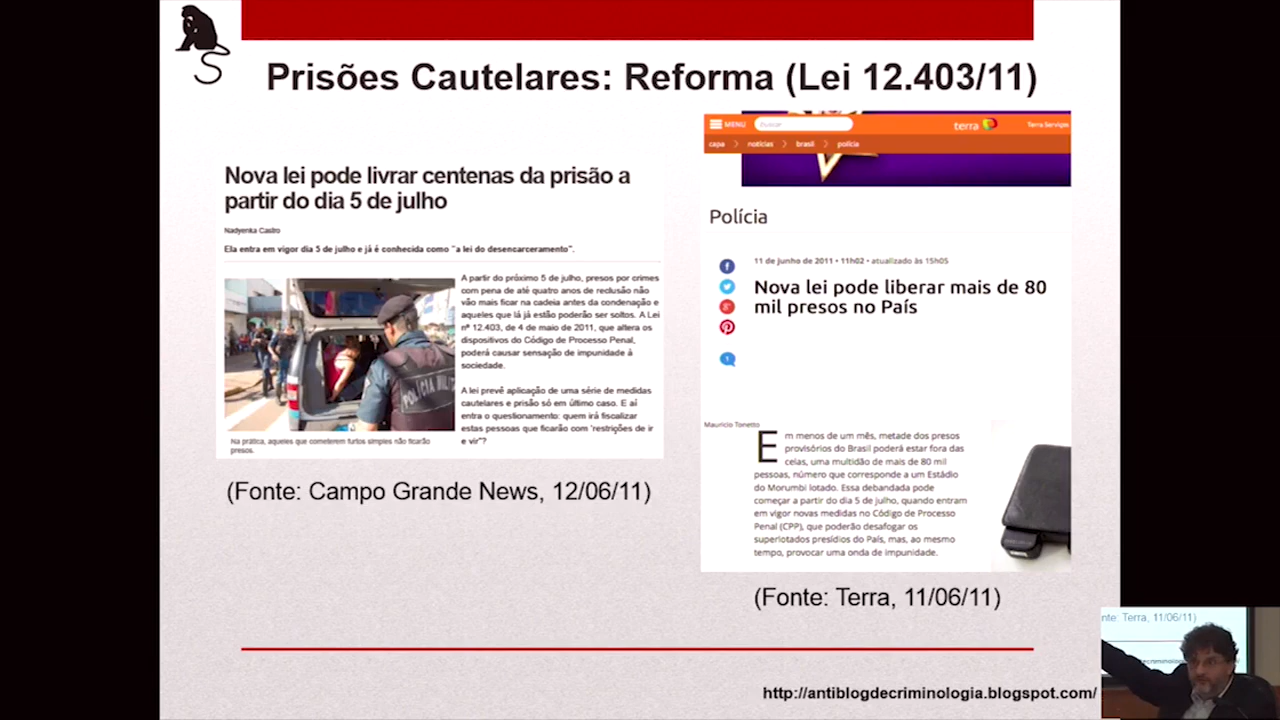 S
Prisões Cautelares: Reforma (Lei 12.403/11)
Nova lei pode livrar centenas da prisão a
partir do dia 5 de julho
Nadyenka Castro
Ela entra em vigor dia 5 de julho e já é conhecida como "a lei do desencarceramento".
A partir do próximo 5 de julho, presos por crimes
com pena de até quatro anos de reclusão não
vão mais ficar na cadeia antes da condenação e
aqueles que lá já estão poderão ser soltos. A Lei
nº 12.403, de 4 de maio de 2011, que altera os
dispositivos do Código de Processo Penal,
poderá causar sensação de impunidade à
sociedade.
A lei prevê aplicação de uma série de medidas
cautelares e prisão só em último caso. E aí
entra o questionamento: quem irá fiscalizar
estas pessoas que ficarão com 'restrições de ir
e vir"?
POLÍCIA MILITAR
Na prática, aqueles que cometerem furtos simples não ficarão
presos.
(Fonte: Campo Grande News, 12/06/11)
MENU
buscar
terra
Terra Serviços
capa > notícias > brasil > polícia
Polícia
11 de junho de 2011 • 11h02 • atualizado às 15h05
Nova lei pode liberar mais de 80
mil presos no País
Mauricio Tonetto
Em menos de um mês, metade dos presos
provisórios do Brasil poderá estar fora das
celas, uma multidão de mais de 80 mil
pessoas, número que corresponde a um Estádio
do Morumbi lotado. Essa debandada pode
começar a partir do dia 5 de julho, quando entram
em vigor novas medidas no Código de Processo
Penal (CPP), que poderão desafogar os
superlotados presídios do País, mas, ao mesmo
tempo, provocar uma onda de impunidade.
(Fonte: Terra, 11/06/11)
nte: Terra, 11/06/11)
http://antiblogdecriminologia.blogspot.com/